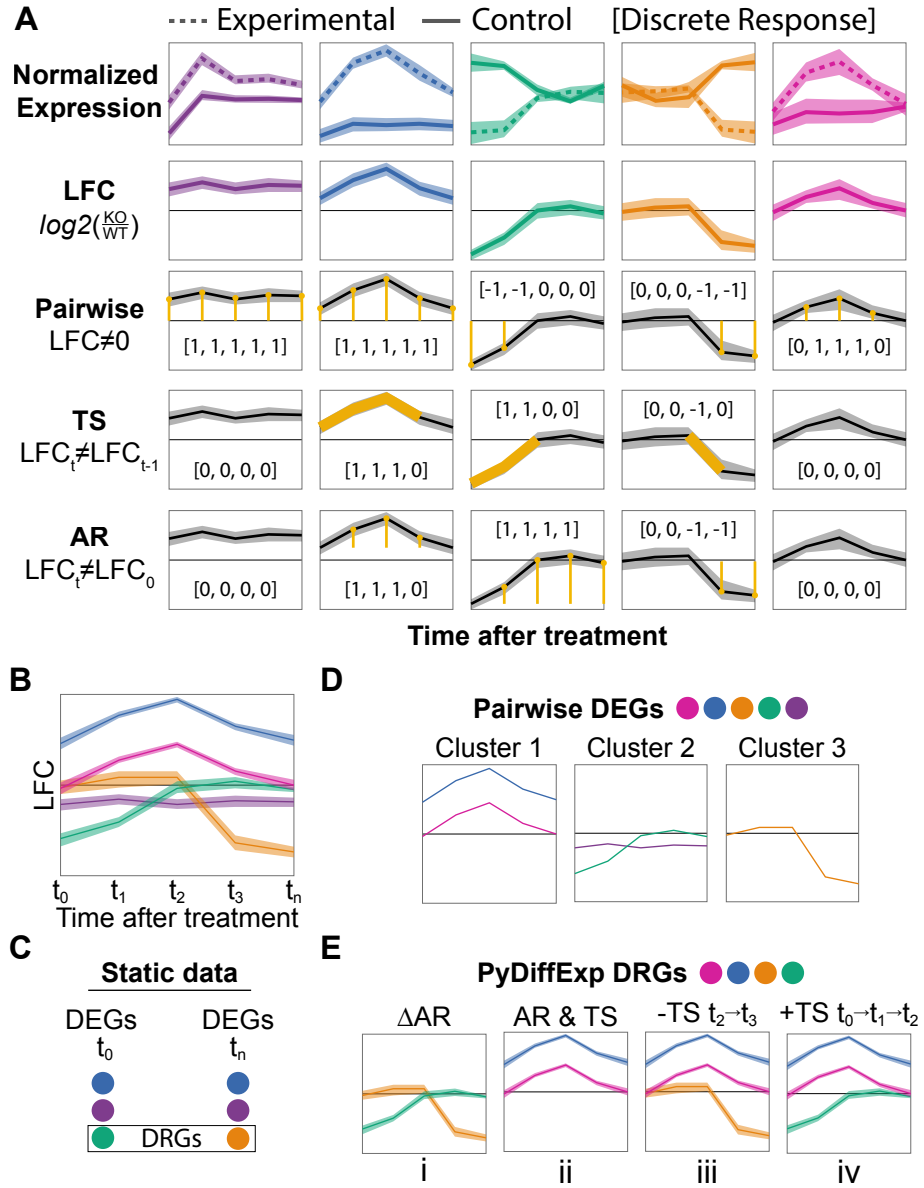 A
Experimental Control [Discrete Response]
Normalized
Expression
LFC
log2(KO/WT)
Pairwise
LFC≠0
[1, 1, 1, 1, 1]
[1, 1, 1, 1, 1]
[-1, -1, 0, 0, 0]
[0, 0, 0, -1, -1]
[0, 1, 1, 1, 0]
TS
LFCt≠LFCt-1
[0, 0, 0, 0]
[1, 1, 1, 0]
[1, 1, 0, 0]
[0, 0, -1, 0]
[0, 0, 0, 0]
AR
LFCt≠LFC0
[0, 0, 0, 0]
[1, 1, 1, 0]
[1, 1, 1, 1]
[0, 0, -1, -1]
[0, 0, 0, 0]
Time after treatment
B
LFC
t0 t1 t2 t3 tn
Time after treatment
C
Static data
DEGs DEGs
t0 tn
DRGs
D
Pairwise DEGs
Cluster 1 Cluster 2 Cluster 3
E
PyDiffExp DRGs
ΔAR AR & TS -TS t2→t3 +TS t0→t1→t2
i ii iii iv